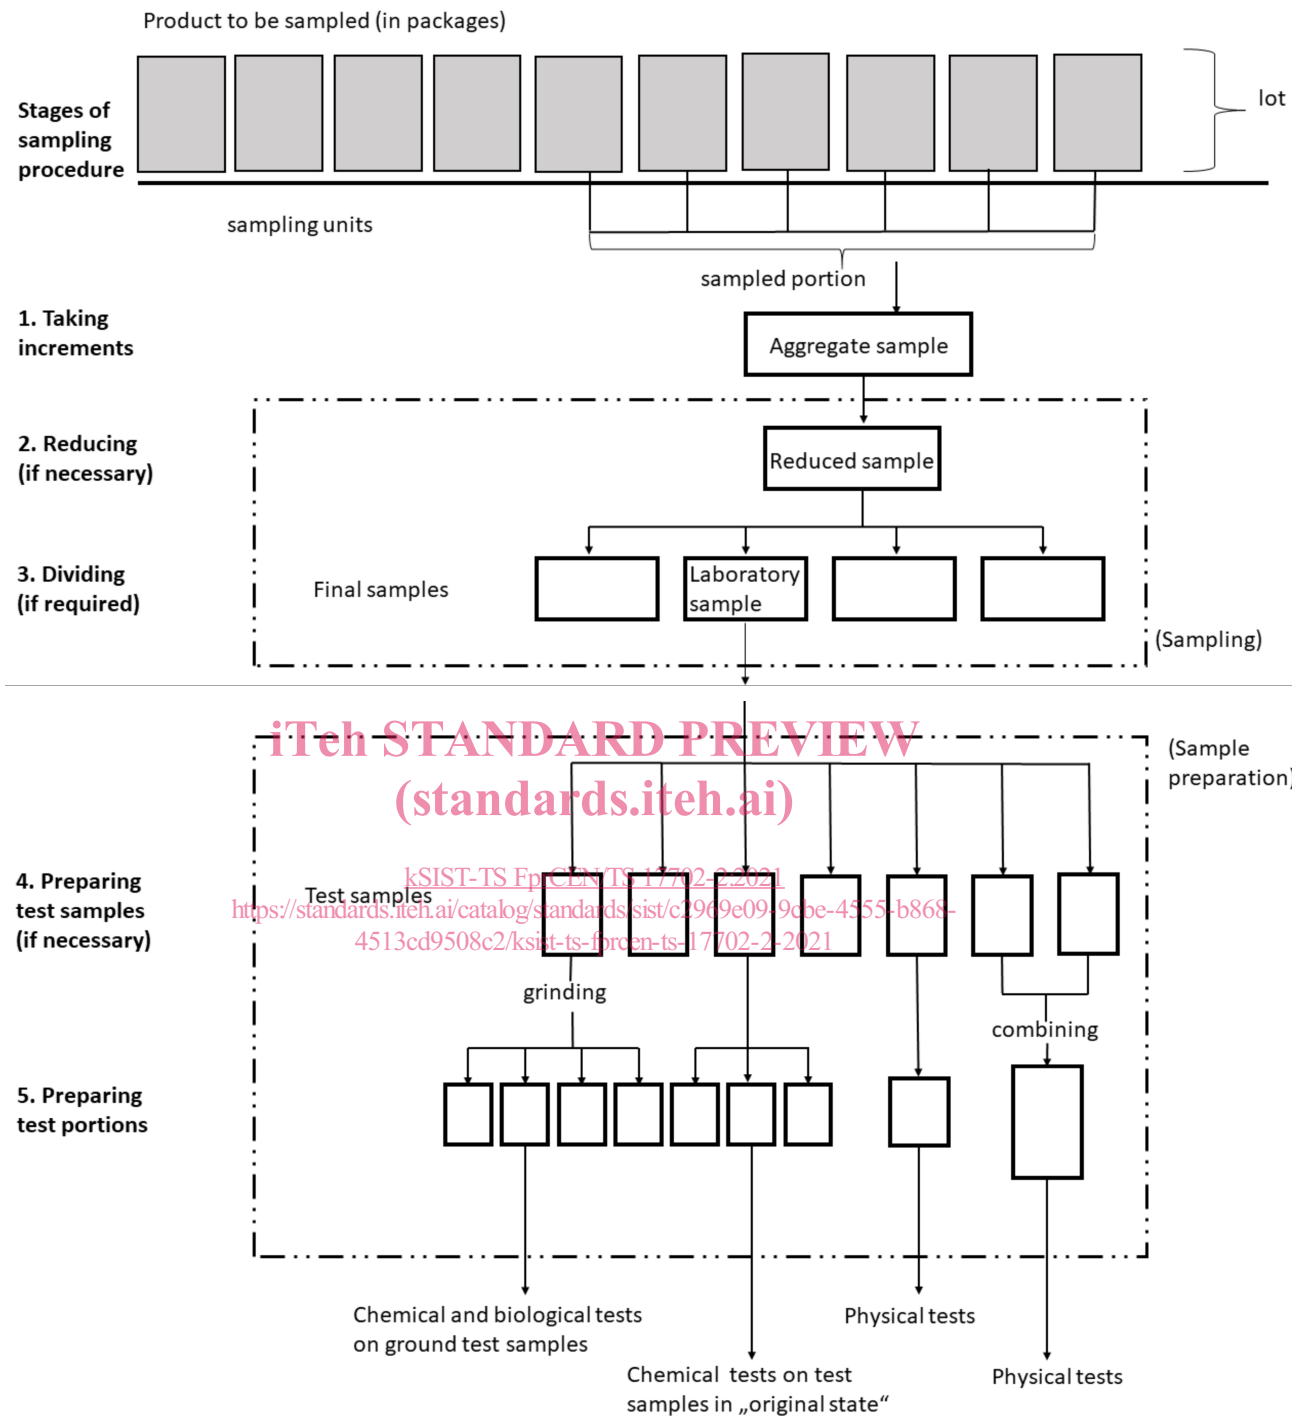 Product to be sampled (in packages)
lot
Stages of
sampling
procedure
sampling units
sampled portion
1. Taking
increments
Aggregate sample
2. Reducing
(if necessary)
Reduced sample
3. Dividing
(if required)
Final samples
Laboratory
sample
(Sampling)
iTeh STANDARD PREVIEW
(standards.iteh.ai)
(Sample
preparation)
4. Preparing
test samples
(if necessary)
Test samples
kSIST-TS FprCEN/TS 17702-2:2021
https://standards.iteh.ai/catalog/standards/sist/c2969e09-9cbe-4555-b868-
4513cd9508c2/ksist-ts-fprcen-ts-17702-2-2021
grinding
combining
5. Preparing
test portions
Chemical and biological tests
on ground test samples
Physical tests
Chemical tests on test
samples in „original state“
Physical tests